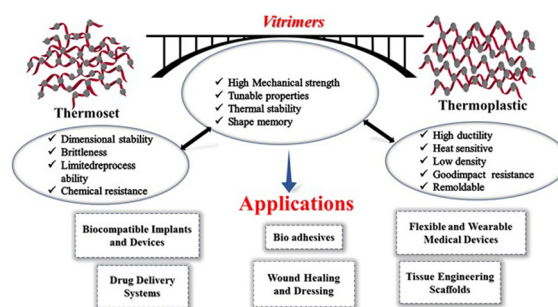 Vitrimers
Thermoset
Thermoplastic
✓ High Mechanical strength
✓ Tunable properties
✓ Thermal stability
✓ Shape memory
✓ Dimensional stability
✓ Brittleness
✓ Limitedreprocess
ability
✓ Chemical resistance
✓ High ductility
✓ Heat sensitive
✓ Low density
✓ Goodimpact resistance
✓ Remoldable
Applications
Biocompatible Implants
and Devices
Bio adhesives
Flexible and Wearable
Medical Devices
Drug Delivery
Systems
Wound Healing
and Dressing
Tissue Engineering
Scaffolds